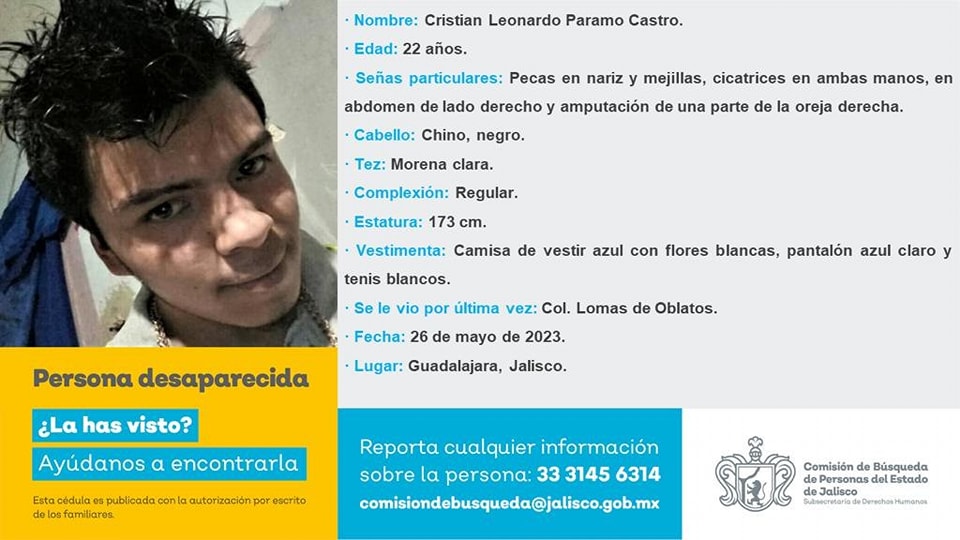 · Nombre: Cristian Leonardo Paramo Castro.
· Edad: 22 años.
· Señas particulares: Pecas en nariz y mejillas, cicatrices en ambas manos, en
abdomen de lado derecho y amputación de una parte de la oreja derecha.
· Cabello: Chino, negro.
· Tez: Morena clara.
· Complexión: Regular.
· Estatura: 173 cm.
· Vestimenta: Camisa de vestir azul con flores blancas, pantalón azul claro y
tenis blancos.
· Se le vio por última vez: Col. Lomas de Oblatos.
· Fecha: 26 de mayo de 2023.
· Lugar: Guadalajara, Jalisco.
Persona desaparecida
¿La has visto?
Ayúdanos a encontrarla
Esta cédula es publicada con la autorización por escrito
de los familiares.
Reporta cualquier información
sobre la persona: 33 3145 6314
comisiondebusqueda@jalisco.gob.mx
Comisión de Búsqueda
de Personas del Estado
de Jalisco
Subsecretaría de Derechos Humanos